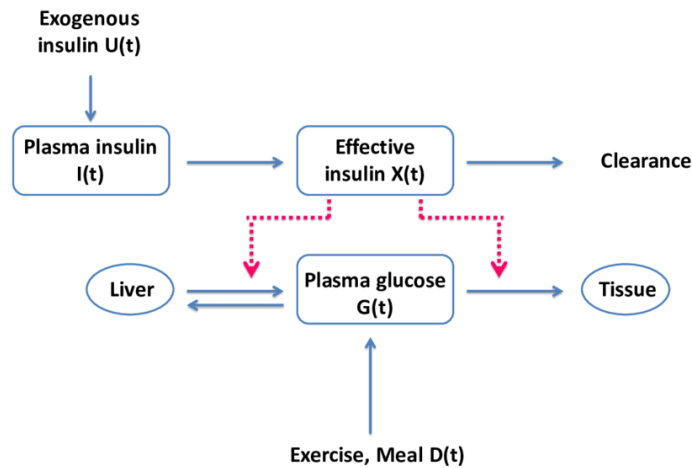 Exogenous
insulin U(t)
Plasma insulin
I(t)
Effective
insulin X(t)
Clearance
Liver
Plasma glucose
G(t)
Tissue
Exercise, Meal D(t)